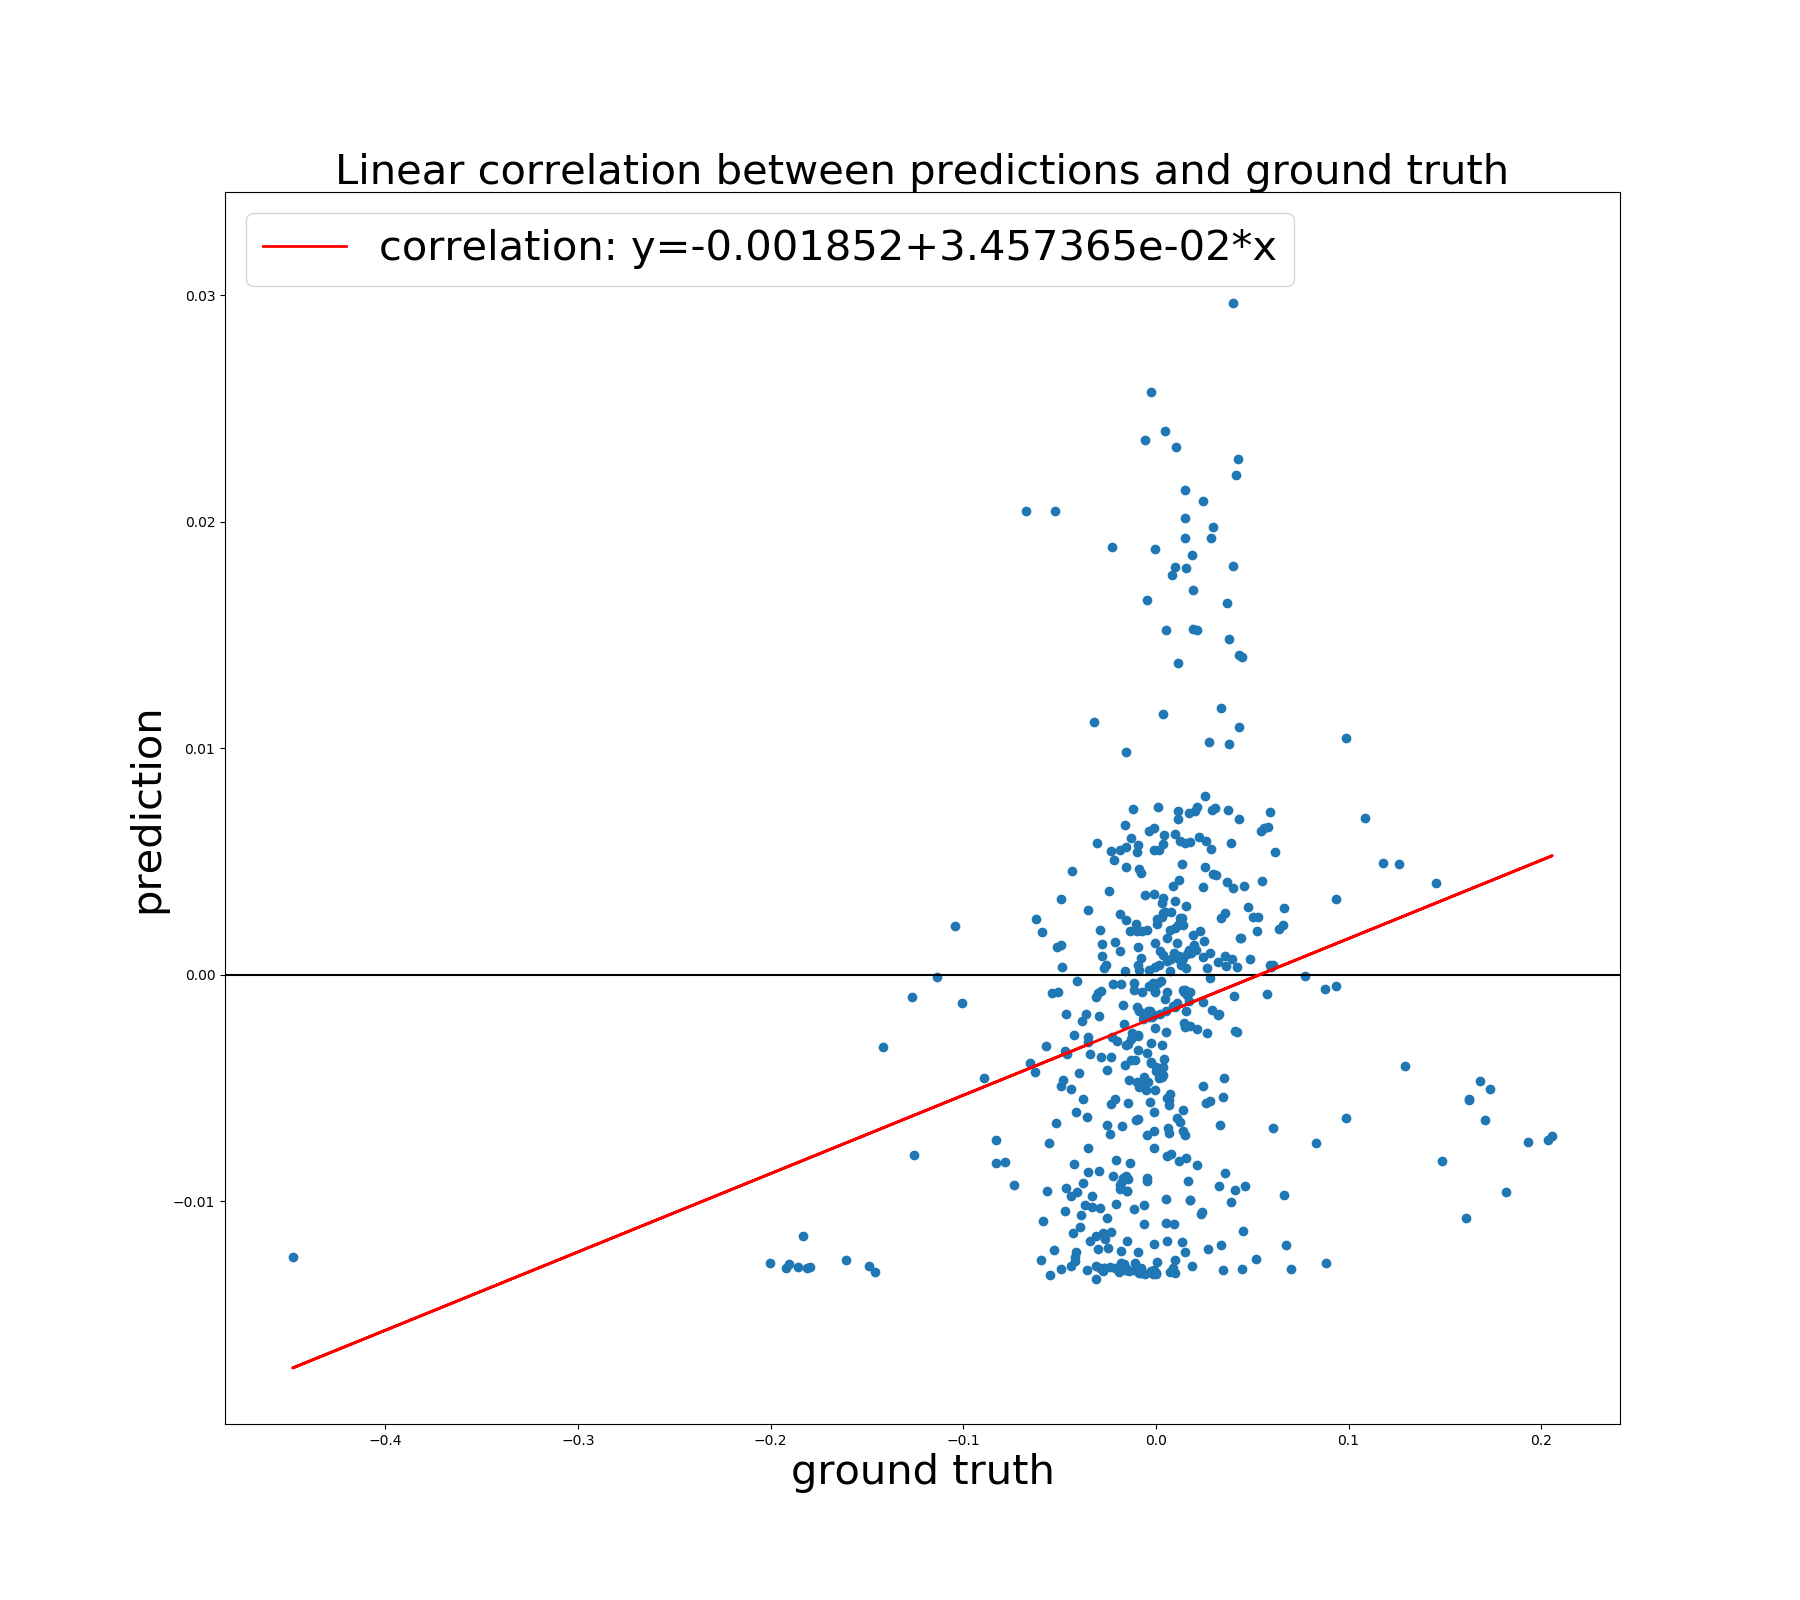 Linear correlation between predictions and ground truth
correlation: y=-0.001852+3.457365e-02*x
0.03
0.02
0.01
0.00
−0.01
prediction
−0.4 −0.3 −0.2 −0.1 0.0 0.1 0.2
ground truth